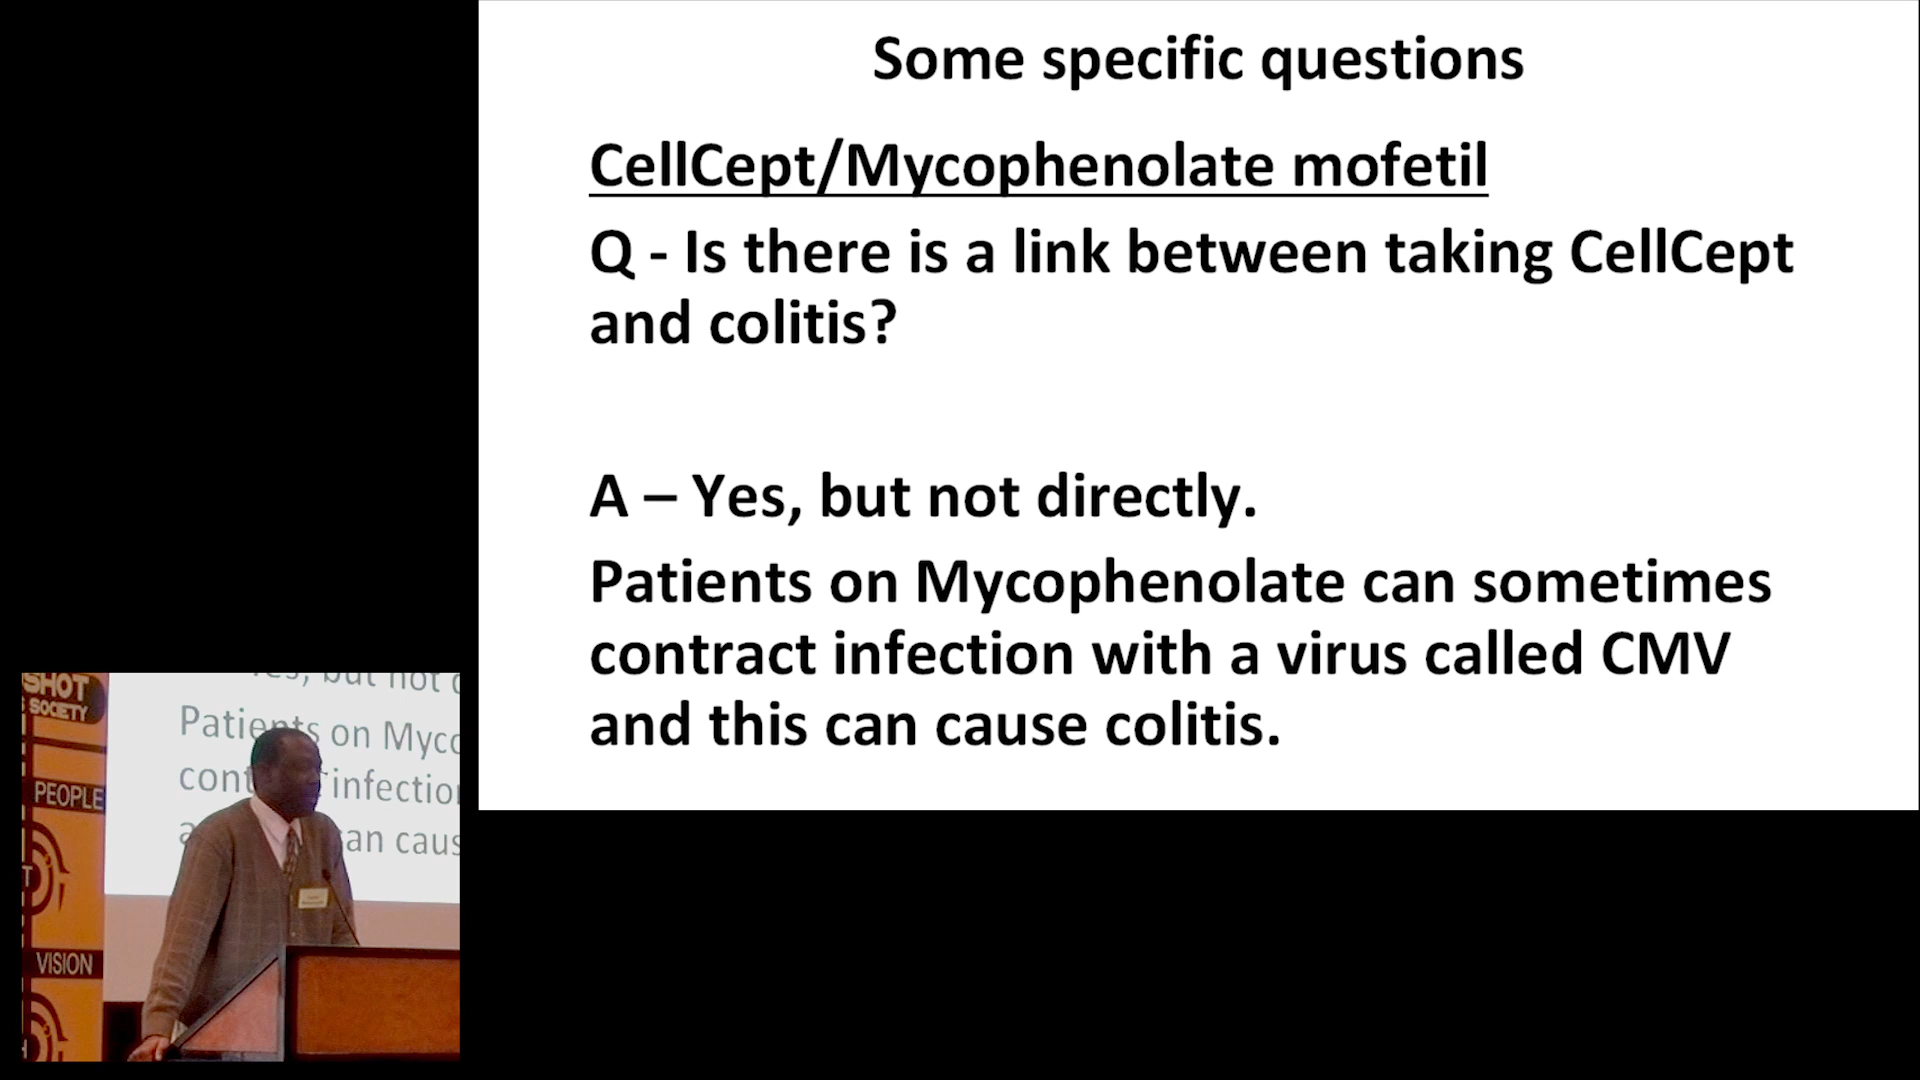 Some specific questions
CellCept/Mycophenolate mofetil
Q - Is there is a link between taking CellCept
and colitis?
A – Yes, but not directly.
Patients on Mycophenolate can sometimes
contract infection with a virus called CMV
and this can cause colitis.
SHOT
SOCIETY
PEOPLE
VISION
but not
Patients on Myco
infection
an caus